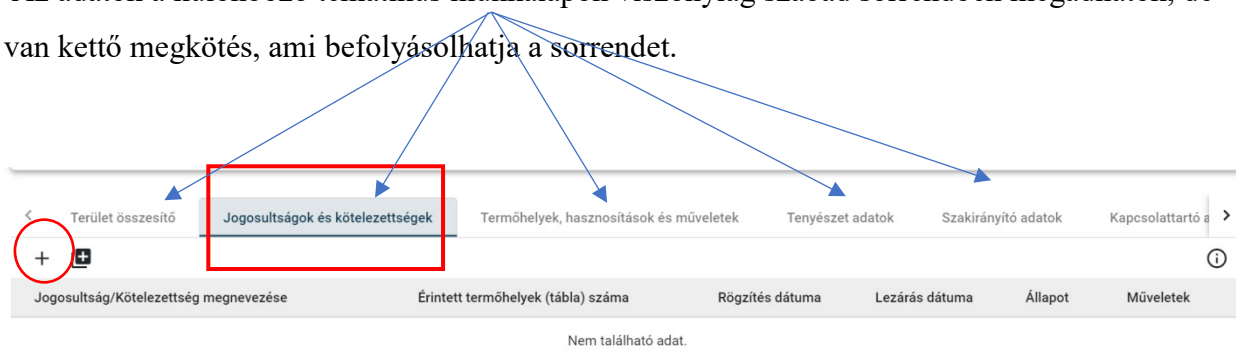 van kettő megkötés, ami befolyásolhatja a sorrendet.
Terület összesítő Jogosultságok és kötelezettségek Termőhelyek, hasznosítások és műveletek Tenyészet adatok Szakirányító adatok Kapcsolattartó a
Jogosultság/Kötelezettség megnevezése Érintett termőhelyek (tábla) száma Rögzítés dátuma Lezárás dátuma Állapot Műveletek
Nem található adat.